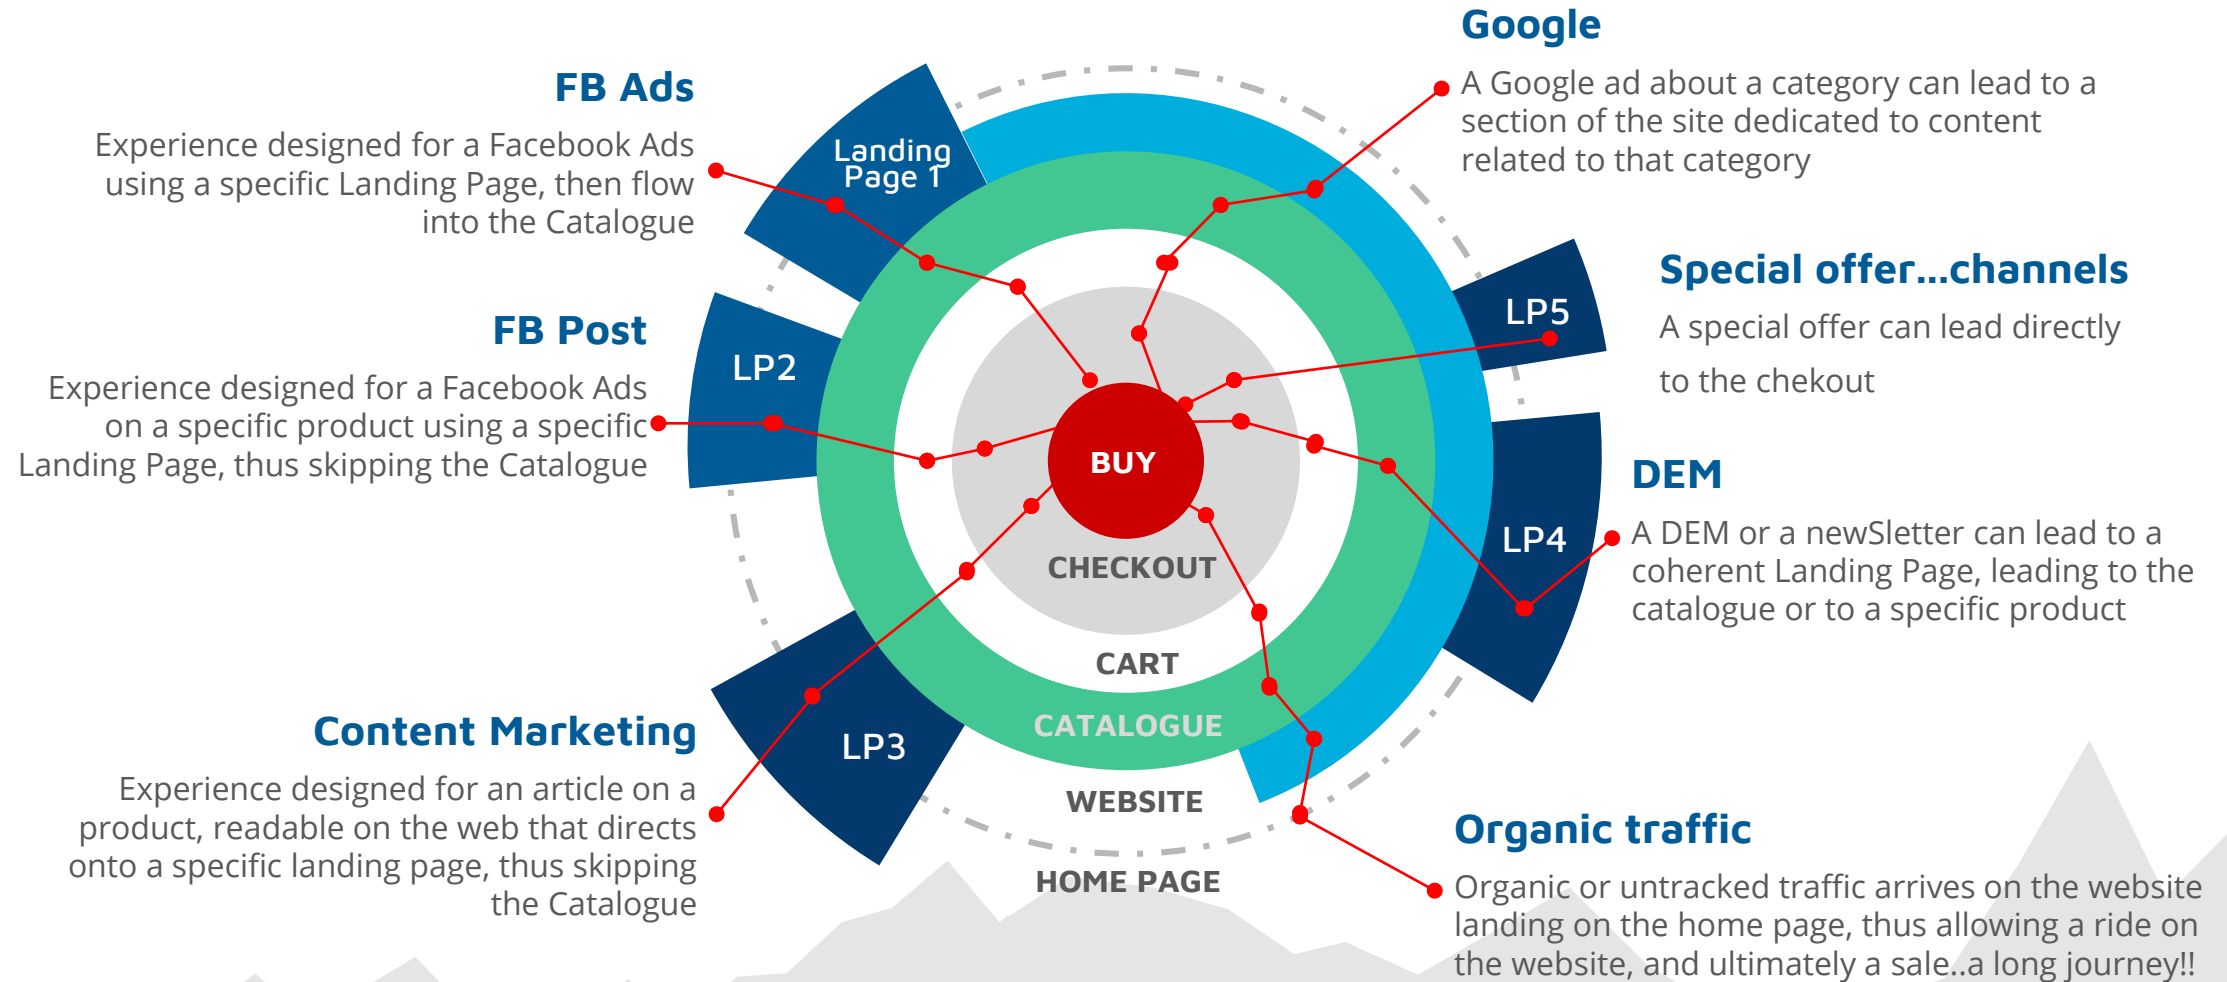 FB Ads
Experience designed for a Facebook Ads
using a specific Landing Page, then flow
into the Catalogue
FB Post
Experience designed for a Facebook Ads
on a specific product using a specific
Landing Page, thus skipping the Catalogue
Content Marketing
Experience designed for an article on a
product, readable on the web that directs
onto a specific landing page, thus skipping
the Catalogue
Landing
Page 1
LP2
LP3
BUY
CHECKOUT
CART
CATALOGUE
WEBSITE
HOME PAGE
LP5
LP4
Google
A Google ad about a category can lead to a
section of the site dedicated to content
related to that category
Special offer...channels
A special offer can lead directly
to the chekout
DEM
A DEM or a newSletter can lead to a
coherent Landing Page, leading to the
catalogue or to a specific product
Organic traffic
Organic or untracked traffic arrives on the website
landing on the home page, thus allowing a ride on
the website, and ultimately a sale..a long journey!!